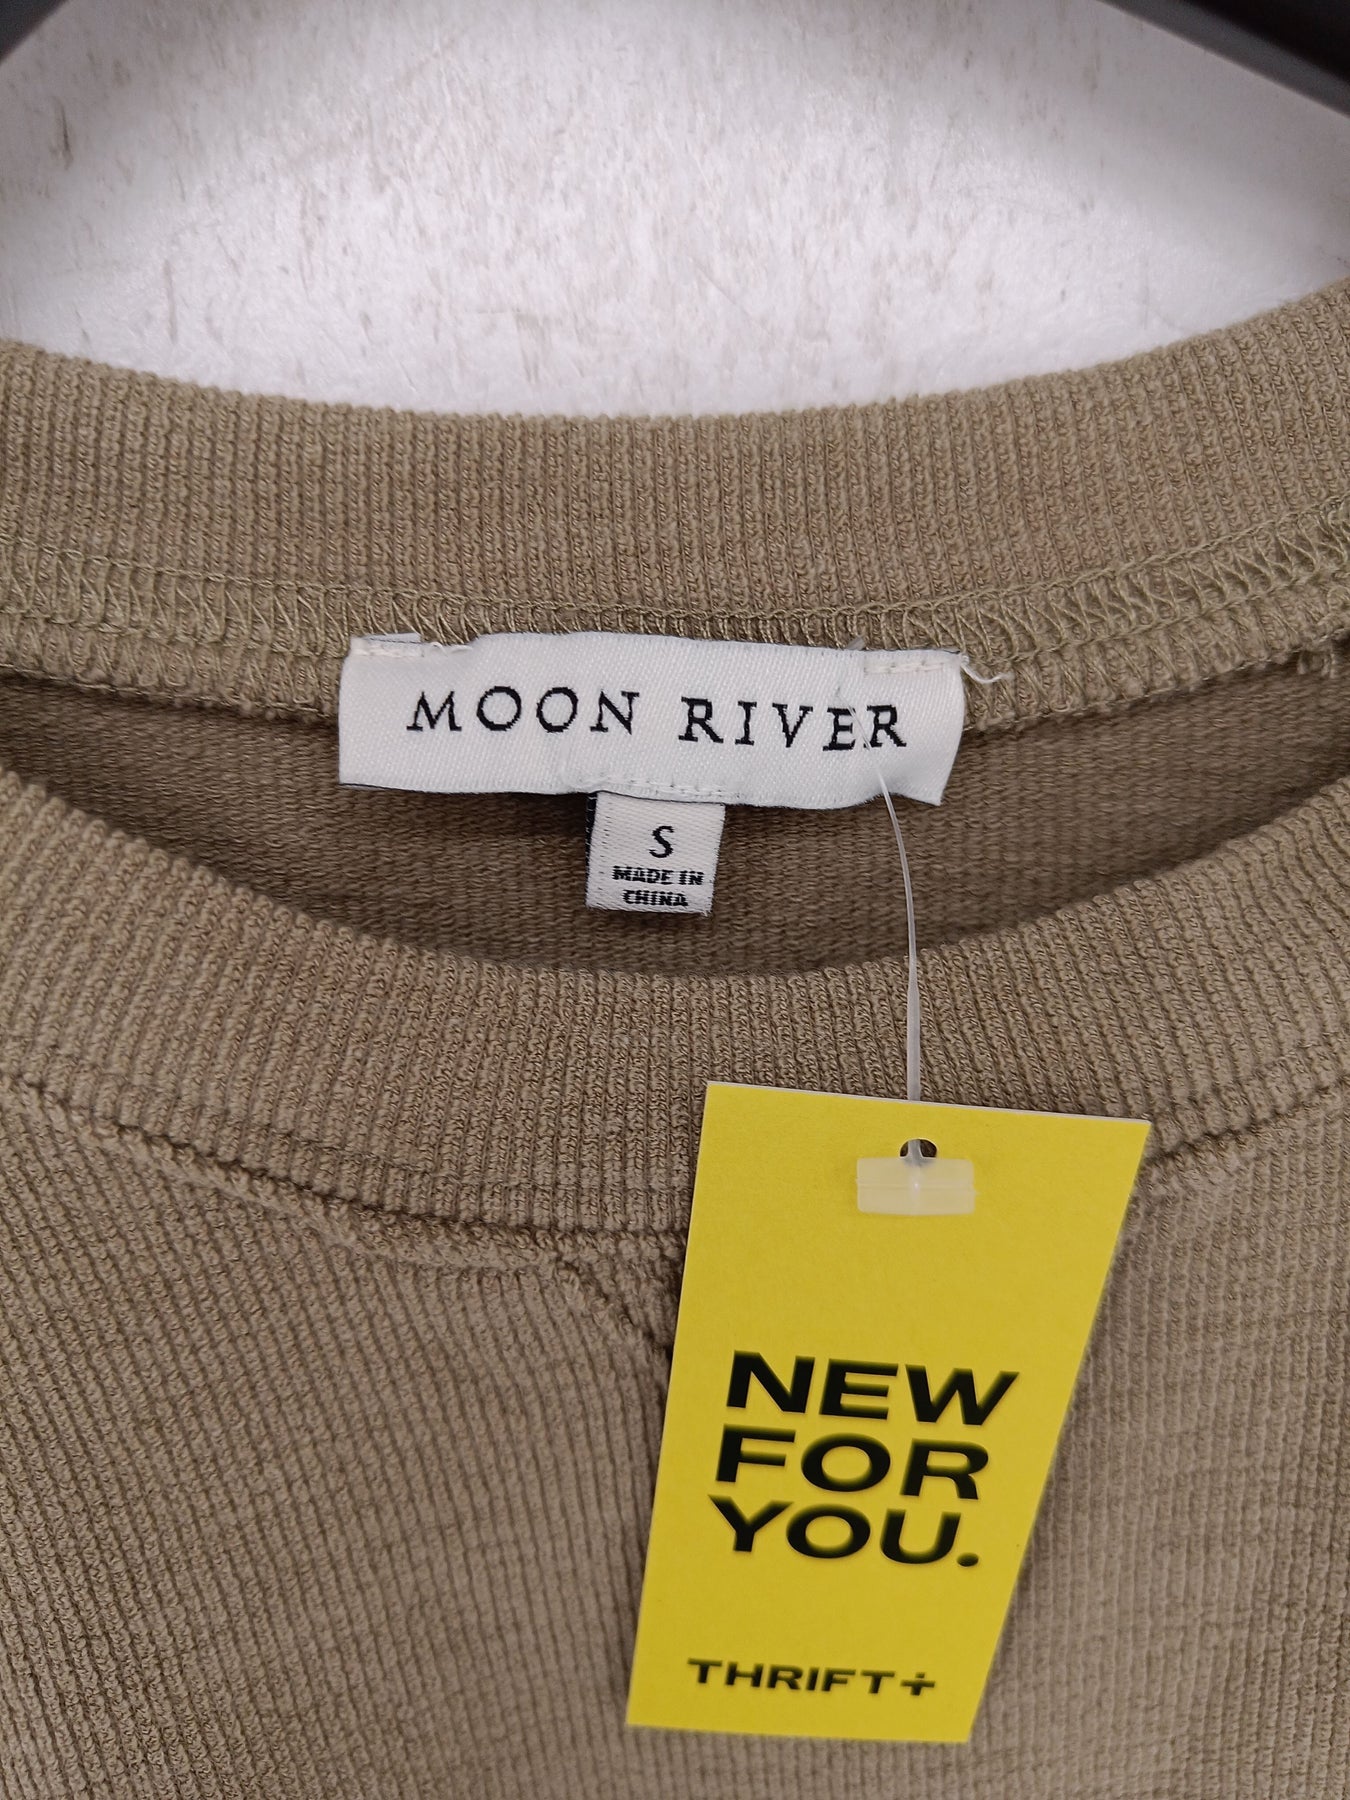 MOON RIVER
S
MADE IN
CHINA
NEW
FOR
YOU.
THRIFT+